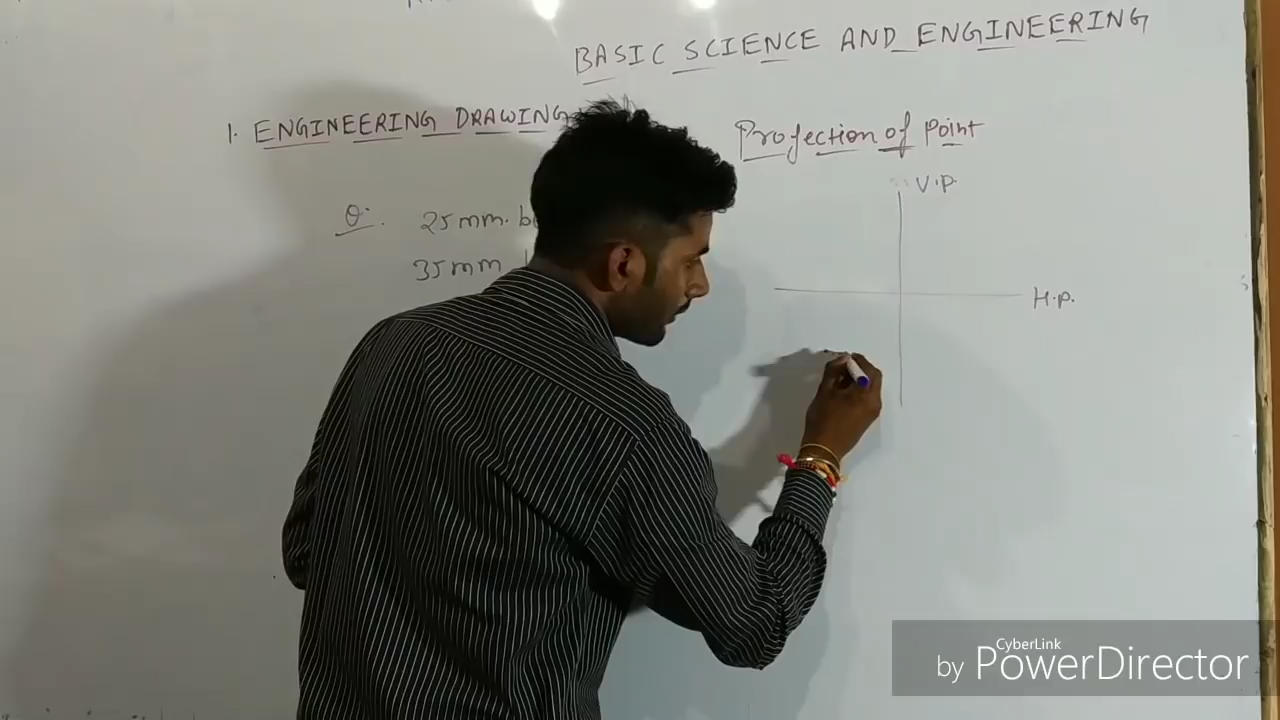 BASIC SCIENCE AND ENGINEERING
1. ENGINEERING DRAWING
Projection of Point
V.P.
Q. 25mm.
35mm
H.P.
CyberLink
by PowerDirector